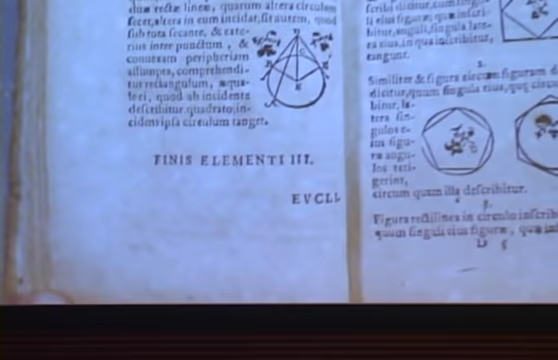 duæ rectæ lineæ, quarum altera circulum
secet, altera in eum incidat, sit autem, quod
sub tota secante, & exte-
rius inter punctum, &
conuexam peripheriam
assumpta, comprehendi-
tur rectangulum, æqua-
le ei, quod ab incidente
describitur quadrato, in-
cidens ipsa circulum tanget.
FINIS ELEMENTI III.
EVCLI
scribi dicitur, cum
li eius figuræ, quæ inscri-
bitur, anguli, singula late-
ra eius, in qua inscribitur,
tangunt.
2.
Similiter & figura circum figuram de
dicitur, quum singula eius, quæ circu
bitur, la-
tera sin-
gulos e-
ius figu-
ræ angu-
los teti-
gerint,
circum quam illa describitur.
3.
Figura rectilinea in circulo inscribi
quum singuli eius figuræ, quæ in